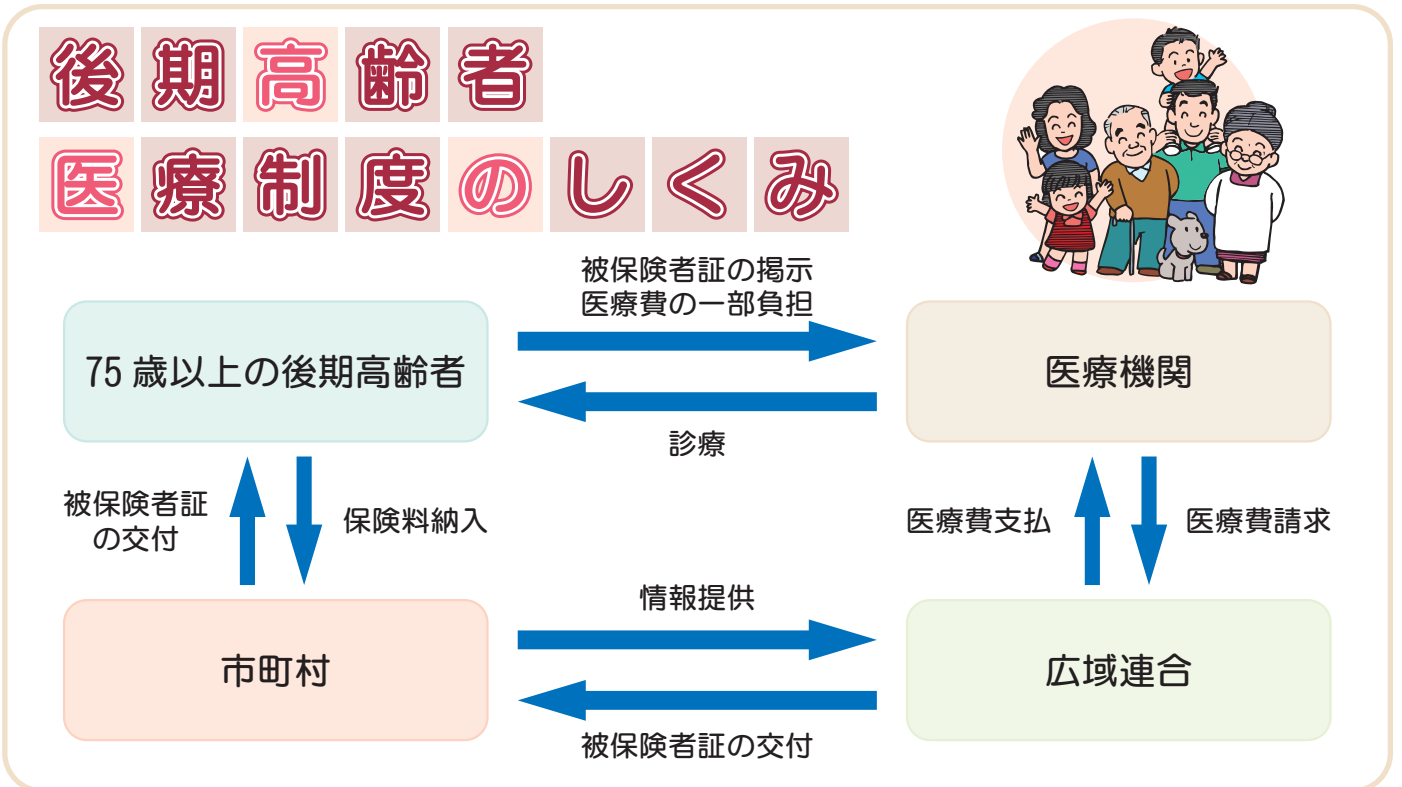 後期高齢者
医療制度のしくみ
被保険者証の掲示
医療費の一部負担
75歳以上の後期高齢者
医療機関
診療
被保険者証
の交付
保険料納入
医療費支払
医療費請求
情報提供
市町村
広域連合
被保険者証の交付